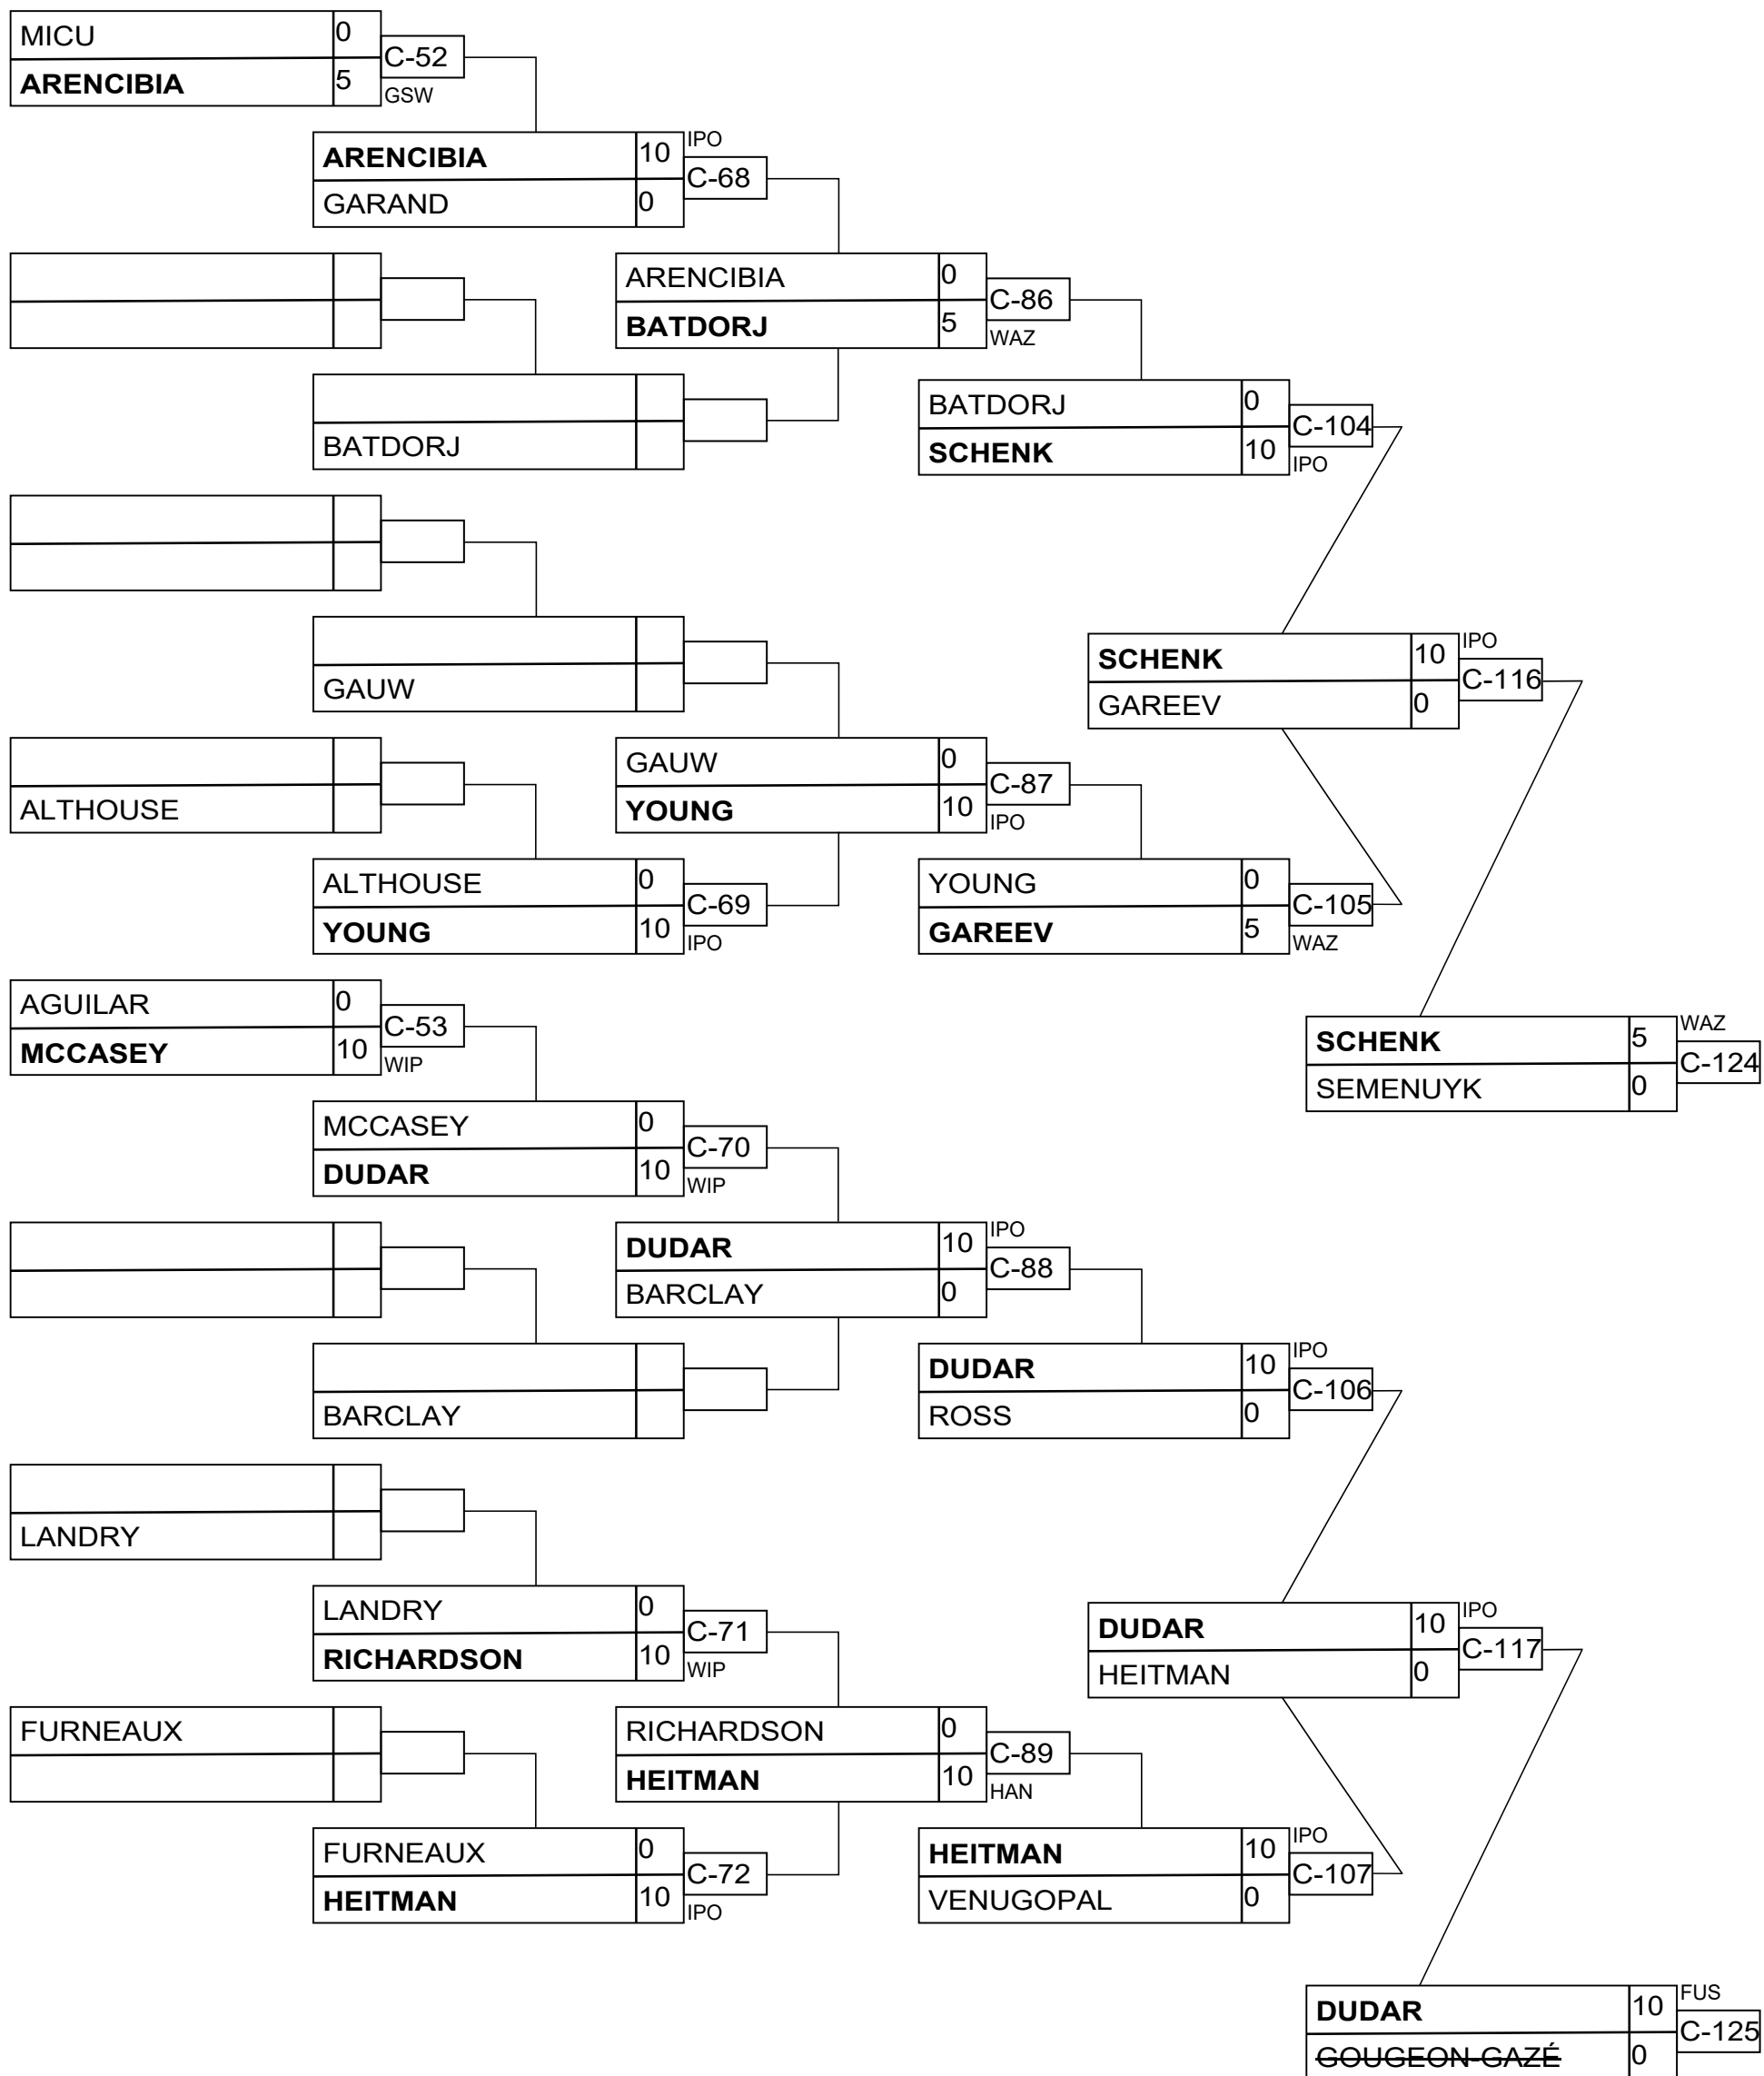 MICU 0
C-52
ARENCIBIA 5
GSW
ARENCIBIA 10 IPO
C-68
GARAND 0
ARENCIBIA 0
C-86
BATDORJ 5
WAZ
BATDORJ
BATDORJ 0
C-104
SCHENK 10
IPO
SCHENK 10 IPO
C-116
GAREEV 0
GAUW
GAUW 0
C-87
YOUNG 10
IPO
ALTHOUSE
ALTHOUSE 0
C-69
YOUNG 10
IPO
YOUNG 0
C-105
GAREEV 5
WAZ
AGUILAR 0
C-53
MCCASEY 10
WIP
SCHENK 5 WAZ
C-124
SEMENUYK 0
MCCASEY 0
C-70
DUDAR 10
WIP
DUDAR 10 IPO
C-88
BARCLAY 0
BARCLAY
DUDAR 10 IPO
C-106
ROSS 0
LANDRY
LANDRY 0
C-71
RICHARDSON 10
WIP
DUDAR 10 IPO
C-117
HEITMAN 0
FURNEAUX
RICHARDSON 0
C-89
HEITMAN 10
HAN
FURNEAUX 0
C-72
HEITMAN 10
IPO
HEITMAN 10 IPO
C-107
VENUGOPAL 0
DUDAR 10 FUS
C-125
GOUGEON-GAZÉ 0